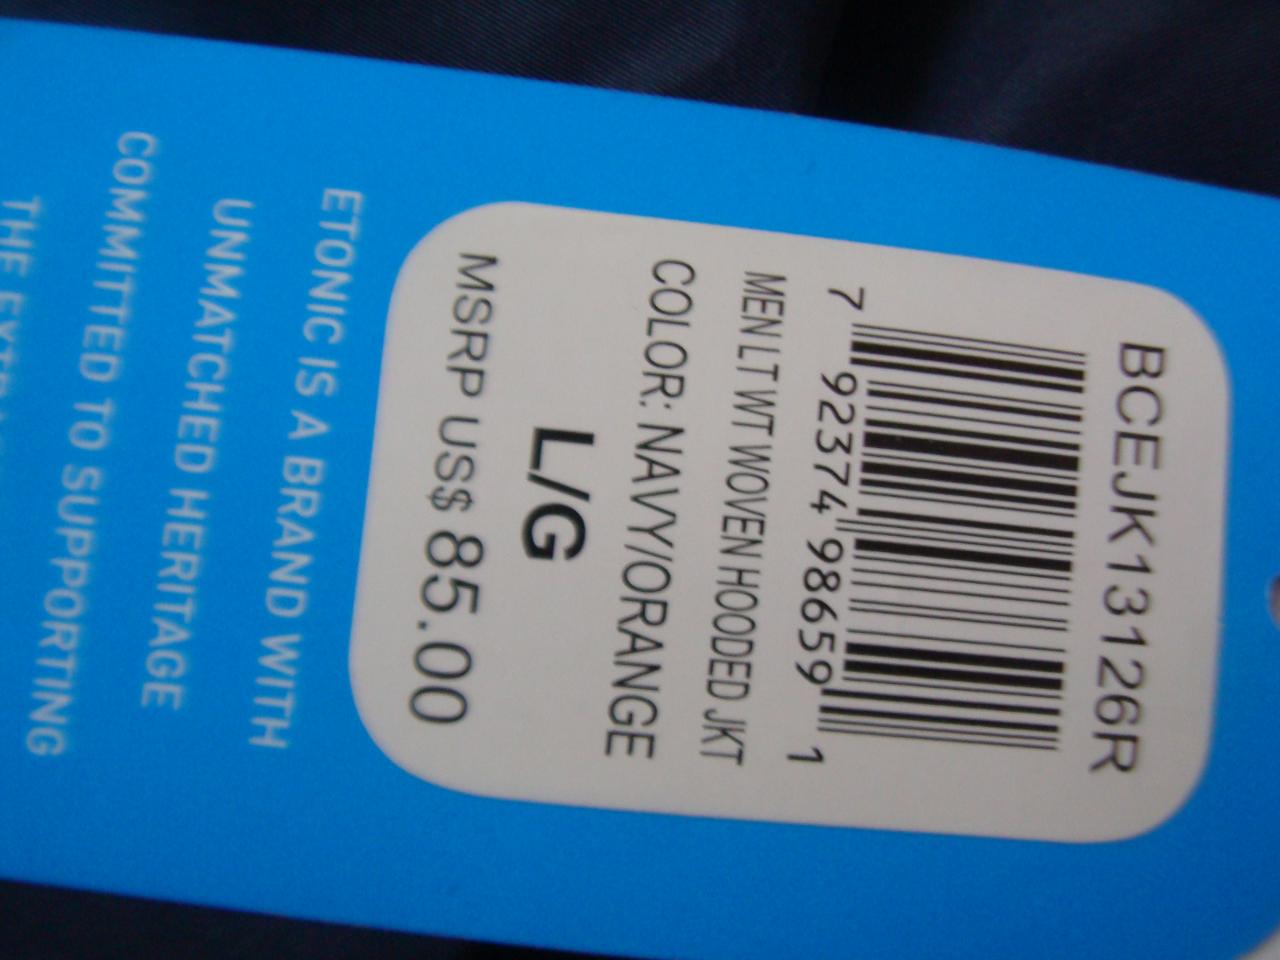 BCEJK13126R
7 92374 98659 1
MEN LT WT WOVEN HOODED JKT
COLOR: NAVY/ORANGE
L/G
MSRP US$ 85.00
ETONIC IS A BRAND WITH
UNMATCHED HERITAGE
COMMITTED TO SUPPORTING
THE